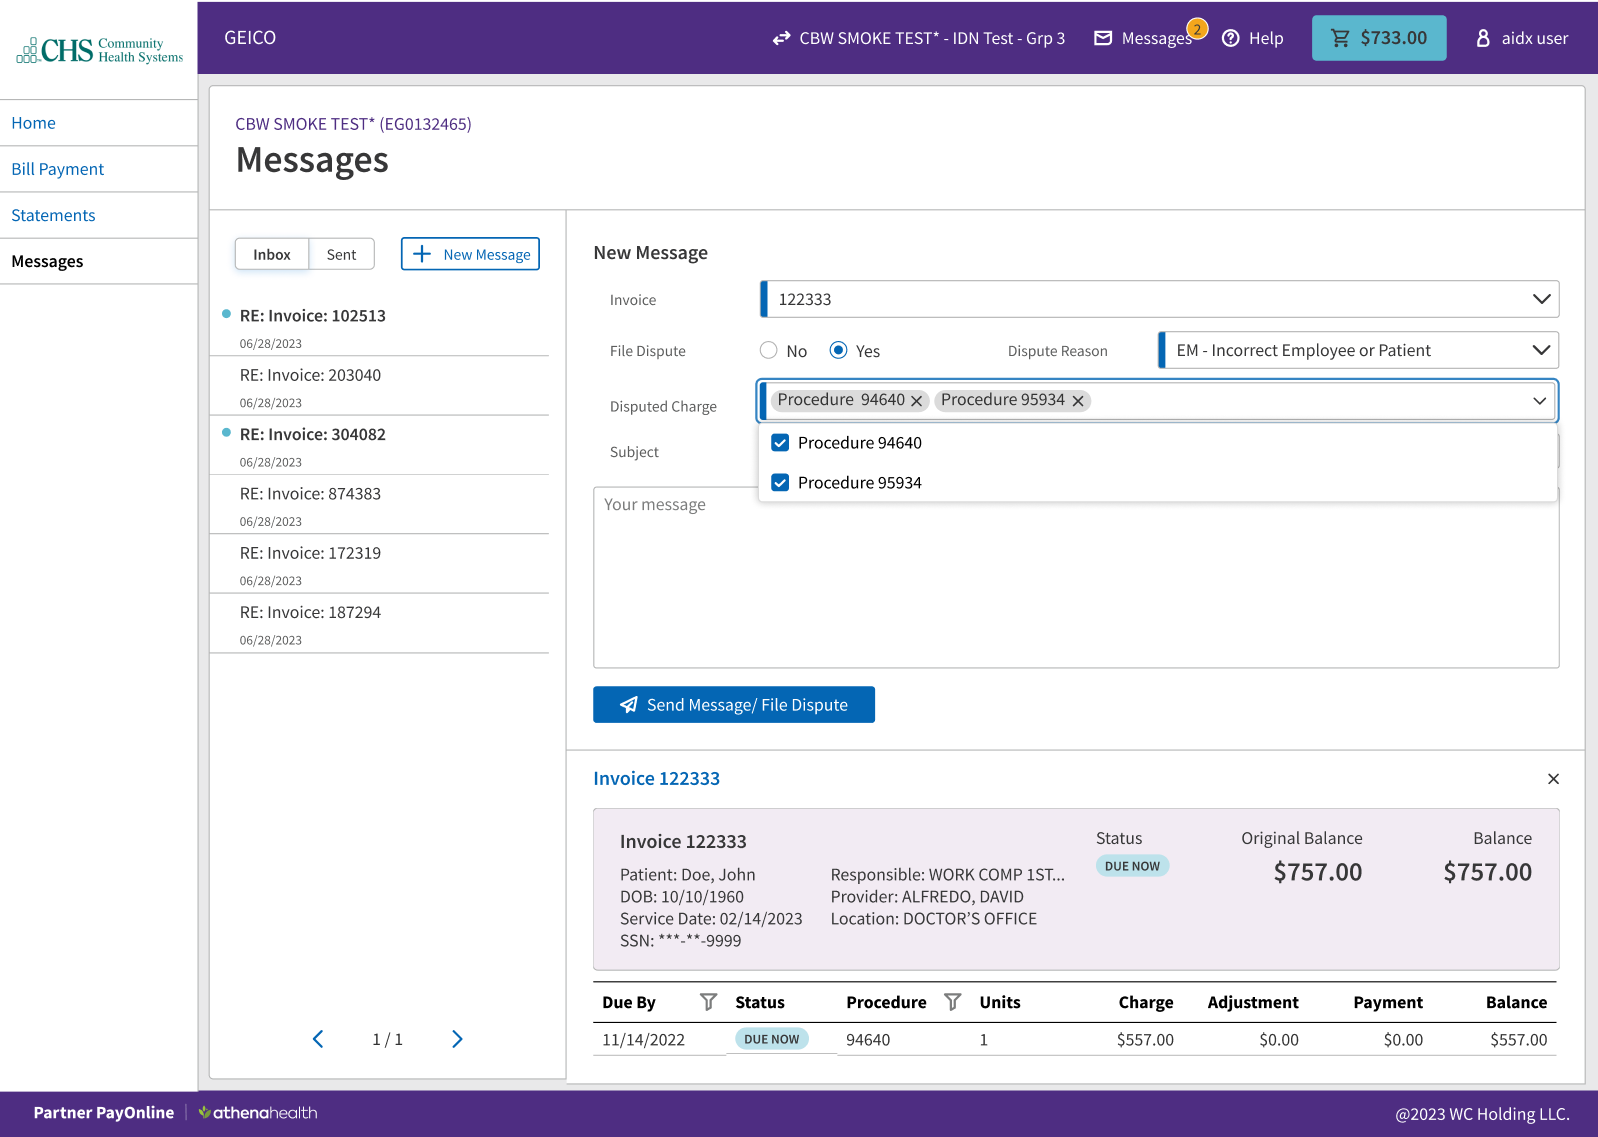 CHS Community Health Systems
GEICO
CBW SMOKE TEST* - IDN Test - Grp 3
Messages 2
Help
$733.00
aidx user
Home
Bill Payment
Statements
Messages
CBW SMOKE TEST* (EG0132465)
Messages
Inbox
Sent
New Message
RE: Invoice: 102513
06/28/2023
RE: Invoice: 203040
06/28/2023
RE: Invoice: 304082
06/28/2023
RE: Invoice: 874383
06/28/2023
RE: Invoice: 172319
06/28/2023
RE: Invoice: 187294
06/28/2023
1 / 1
New Message
Invoice
122333
File Dispute
No
Yes
Dispute Reason
EM - Incorrect Employee or Patient
Disputed Charge
Procedure 94640
Procedure 95934
Procedure 94640
Procedure 95934
Subject
Your message
Send Message/ File Dispute
Invoice 122333
Invoice 122333
Patient: Doe, John
DOB: 10/10/1960
Service Date: 02/14/2023
SSN: ***-**-9999
Responsible: WORK COMP 1ST...
Provider: ALFREDO, DAVID
Location: DOCTOR'S OFFICE
Status
DUE NOW
Original Balance
$757.00
Balance
$757.00
Due By Status Procedure Units Charge Adjustment Payment Balance
11/14/2022 DUE NOW 94640 1 $557.00 $0.00 $0.00 $557.00
Partner PayOnline
athenahealth
@2023 WC Holding LLC.